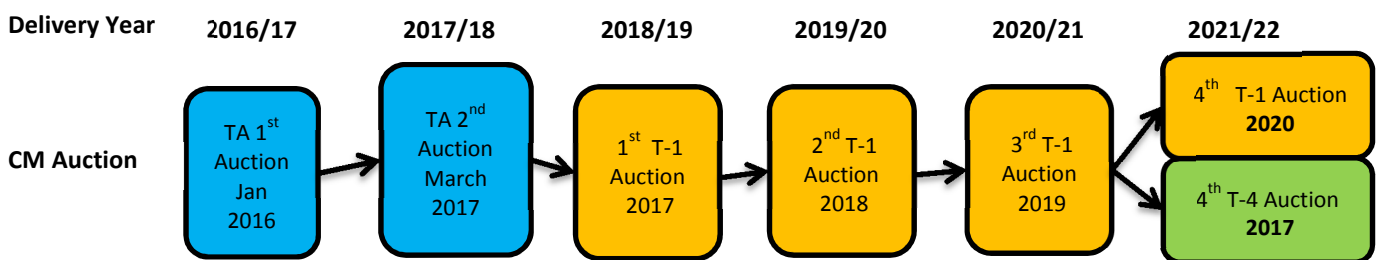 Delivery Year 2016/17 2017/18 2018/19 2019/20 2020/21 2021/22
CM Auction
TA 1st
Auction
Jan
2016
TA 2nd
Auction
March
2017
1st T-1
Auction
2017
2nd T-1
Auction
2018
3rd T-1
Auction
2019
4th T-1 Auction
2020
4th T-4 Auction
2017